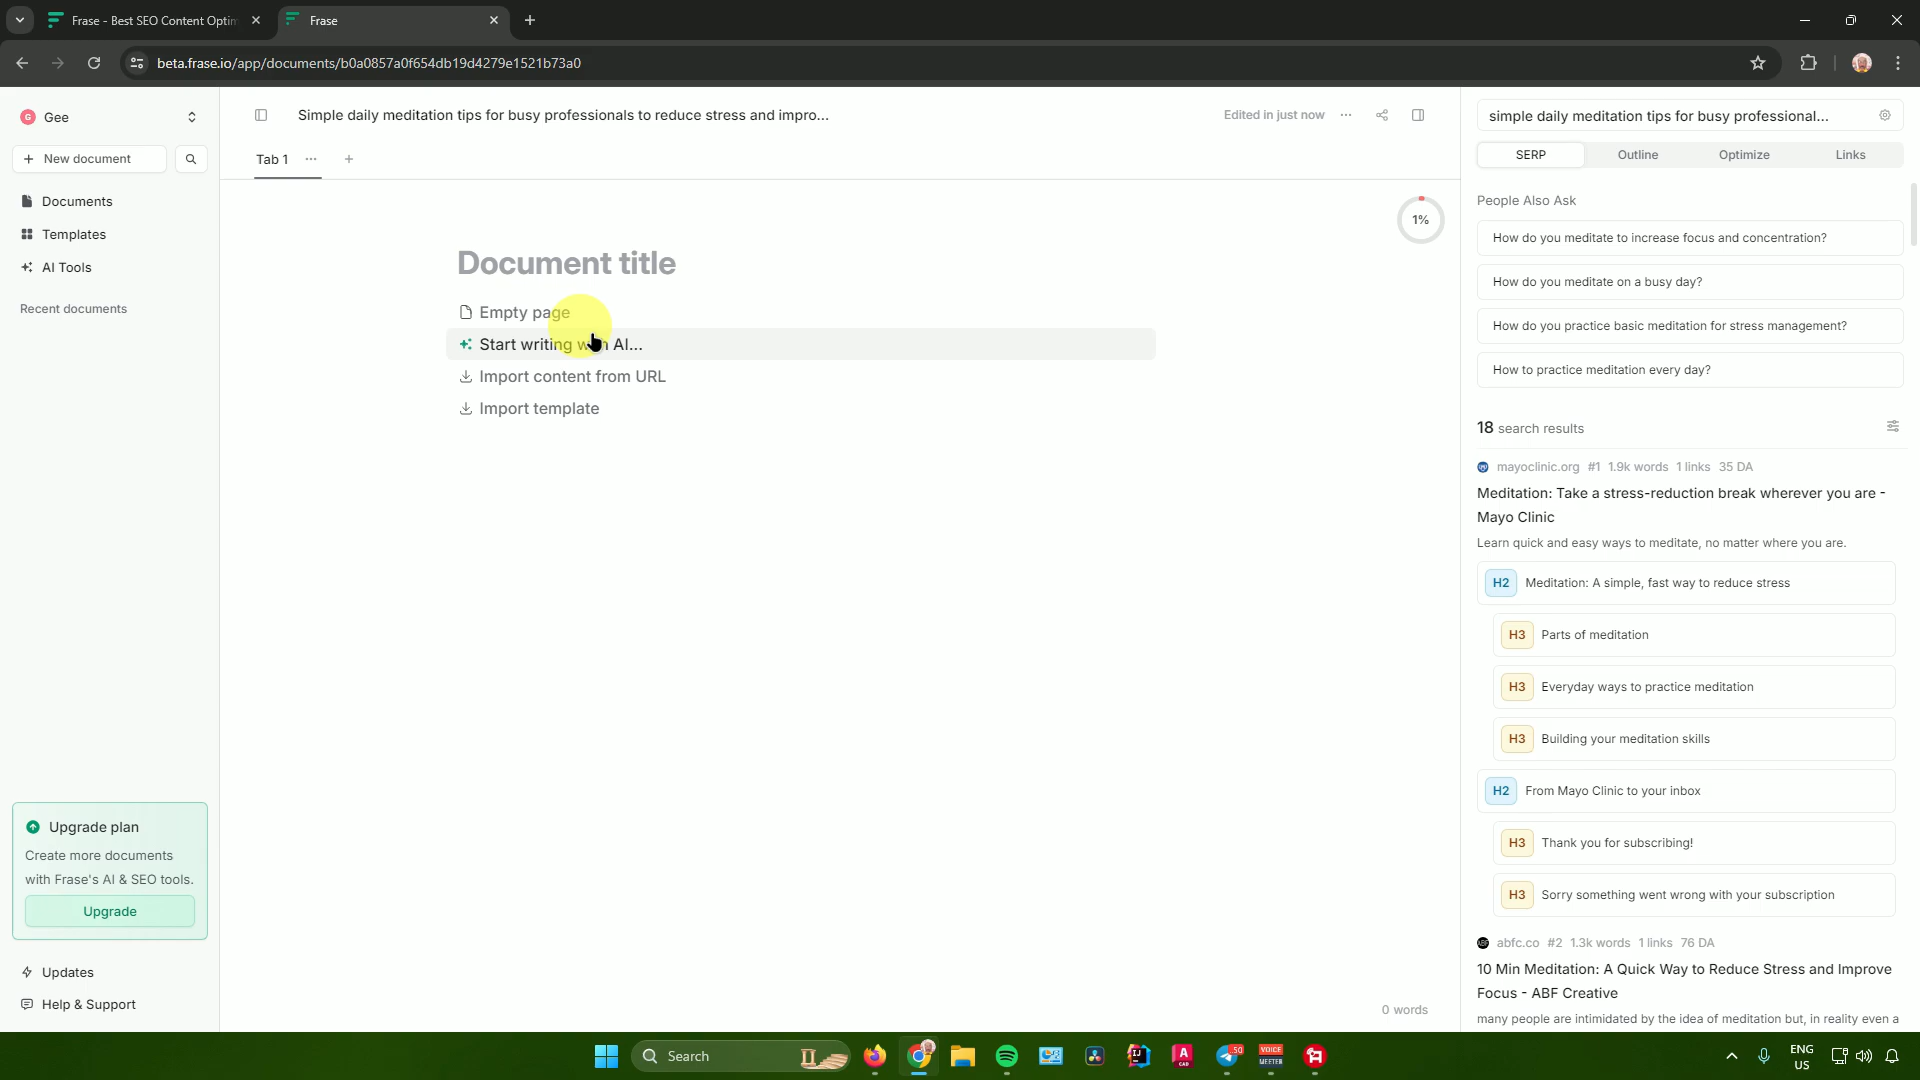 Frase - Best SEO Content Optim
Frase
beta.frase.io/app/documents/b0a0857a0f654db19d4279e1521b73a0
G Gee
New document
Documents
Templates
AI Tools
Recent documents
Upgrade plan
Create more documents
with Frase's AI & SEO tools.
Upgrade
Updates
Help & Support
Simple daily meditation tips for busy professionals to reduce stress and impro...
Edited in just now
Tab 1
1%
Document title
Empty page
Start writing with AI...
Import content from URL
Import template
0 words
simple daily meditation tips for busy professional...
SERP Outline Optimize Links
People Also Ask
How do you meditate to increase focus and concentration?
How do you meditate on a busy day?
How do you practice basic meditation for stress management?
How to practice meditation every day?
18 search results
mayoclinic.org #1 1.9k words 1 links 35 DA
Meditation: Take a stress-reduction break wherever you are -
Mayo Clinic
Learn quick and easy ways to meditate, no matter where you are.
H2 Meditation: A simple, fast way to reduce stress
H3 Parts of meditation
H3 Everyday ways to practice meditation
H3 Building your meditation skills
H2 From Mayo Clinic to your inbox
H3 Thank you for subscribing!
H3 Sorry something went wrong with your subscription
abfc.co #2 1.3k words 1 links 76 DA
10 Min Meditation: A Quick Way to Reduce Stress and Improve
Focus - ABF Creative
many people are intimidated by the idea of meditation but, in reality even a
Search
ENG
US